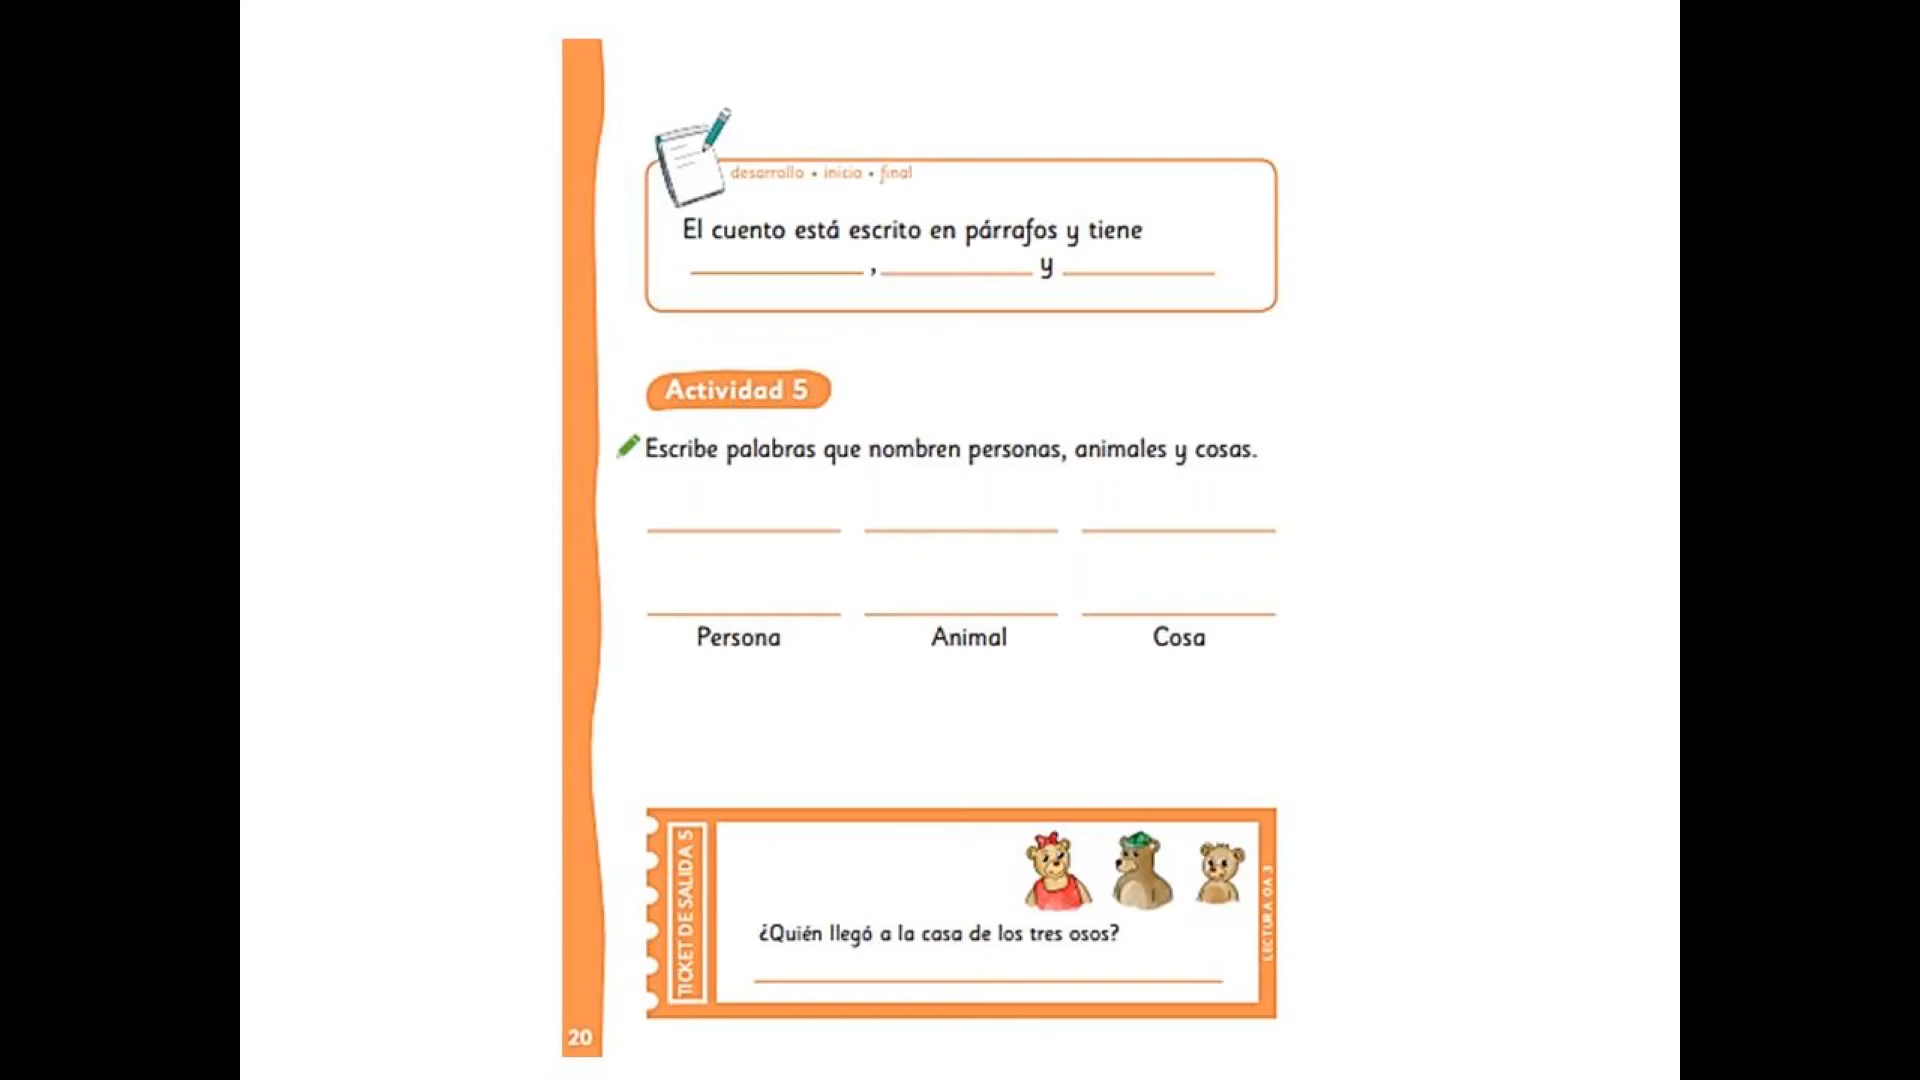 desarrollo • inicio • final
El cuento está escrito en párrafos y tiene
, y
Actividad 5
Escribe palabras que nombren personas, animales y cosas.
Persona Animal Cosa
TICKET DE SALIDA 5
¿Quién llegó a la casa de los tres osos?
LECTURA OA 3
20